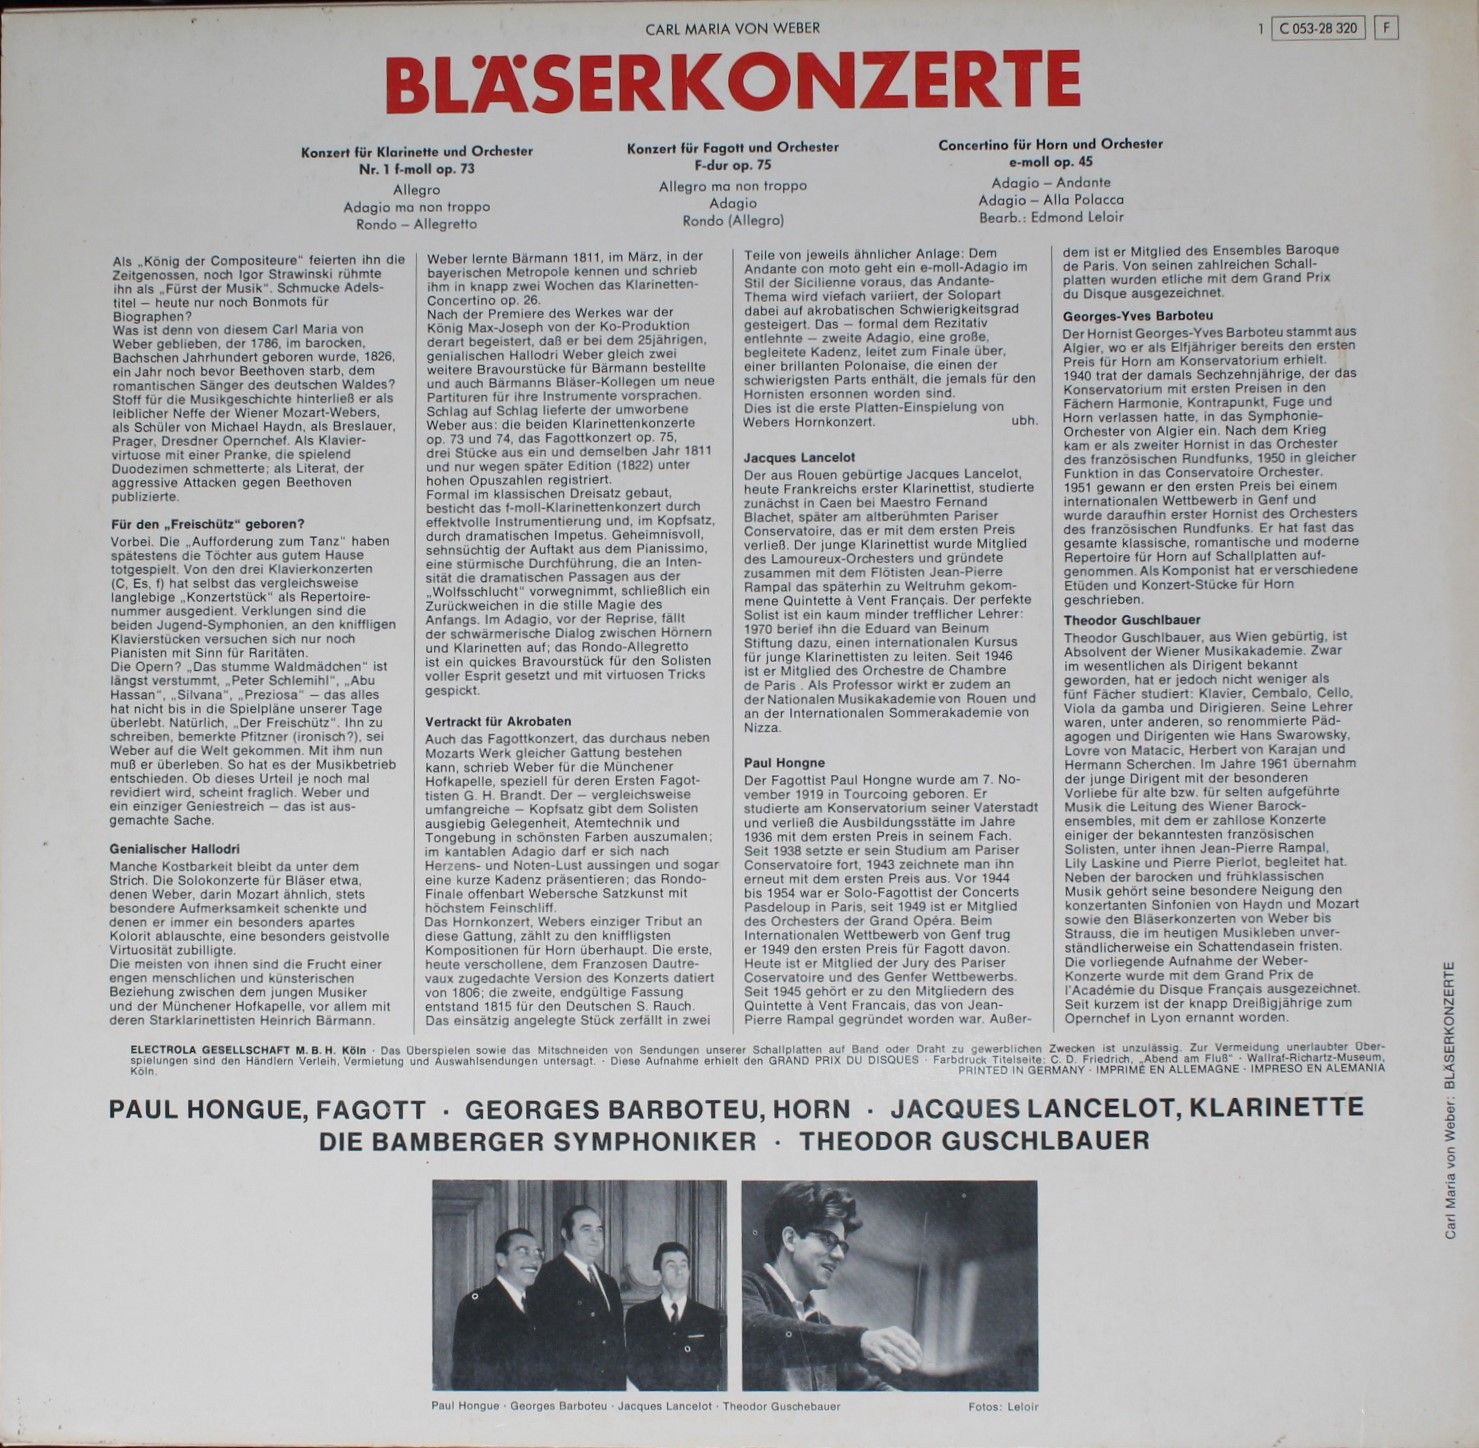 CARL MARIA VON WEBER
1 C 053-28 320 F
BLÄSERKONZERTE
Konzert für Klarinette und Orchester
Nr. 1 f-moll op. 73
Allegro
Adagio ma non troppo
Rondo – Allegretto
Konzert für Fagott und Orchester
F-dur op. 75
Allegro ma non troppo
Adagio
Rondo (Allegro)
Concertino für Horn und Orchester
e-moll op. 45
Adagio – Andante
Adagio – Alla Polacca
Bearb.: Edmond Leloir
Als „König der Compositeure“ feierten ihn die
Zeitgenossen, noch Igor Strawinski rühmte
ihn als „Fürst der Musik“. Schmucke Adels-
titel – heute nur noch Bonmots für
Biographen?
Was ist denn von diesem Carl Maria von
Weber geblieben, der 1786, im barocken,
Bachschen Jahrhundert geboren wurde, 1826,
ein Jahr noch bevor Beethoven starb, dem
romantischen Sänger des deutschen Waldes?
Stoff für die Musikgeschichte hinterließ er als
leiblicher Neffe der Wiener Mozart-Webers,
als Schüler von Michael Haydn, als Breslauer,
Prager, Dresdner Opernchef. Als Klavier-
virtuose mit einer Pranke, die spielend
Duodezimen schmetterte; als Literat, der
aggressive Attacken gegen Beethoven
publizierte.
Für den „Freischütz“ geboren?
Vorbei. Die „Aufforderung zum Tanz“ haben
spätestens die Töchter aus gutem Hause
totgespielt. Von den drei Klavierkonzerten
(C, Es, f) hat selbst das vergleichsweise
langlebige „Konzertstück“ als Repertoire-
nummer ausgedient. Verklungen sind die
beiden Jugend-Symphonien, an den kniffligen
Klavierstücken versuchen sich nur noch
Pianisten mit Sinn für Raritäten.
Die Opern? „Das stumme Waldmädchen“ ist
längst verstummt, „Peter Schlemihl“, „Abu
Hassan“, „Silvana“, „Preziosa“ – das alles
hat nicht bis in die Spielpläne unserer Tage
überlebt. Natürlich, „Der Freischütz“. Ihn zu
schreiben, bemerkte Pfitzner (ironisch?), sei
Weber auf die Welt gekommen. Mit ihm nun
muß er überleben. So hat es der Musikbetrieb
entschieden. Ob dieses Urteil je noch mal
revidiert wird, scheint fraglich. Weber und
ein einziger Geniestreich – das ist aus-
gemachte Sache.
Genialischer Hallodri
Manche Kostbarkeit bleibt da unter dem
Strich. Die Solokonzerte für Bläser etwa,
denen Weber, darin Mozart ähnlich, stets
besondere Aufmerksamkeit schenkte und
denen er immer ein besonders apartes
Kolorit ablauschte, eine besonders geistvolle
Virtuosität zubilligte.
Die meisten von ihnen sind die Frucht einer
engen menschlichen und künsterischen
Beziehung zwischen dem jungen Musiker
und der Münchener Hofkapelle, vor allem mit
deren Starklarinettisten Heinrich Bärmann.
Weber lernte Bärmann 1811, im März, in der
bayerischen Metropole kennen und schrieb
ihm in knapp zwei Wochen das Klarinetten-
Concertino op. 26.
Nach der Premiere des Werkes war der
König Max-Joseph von der Ko-Produktion
derart begeistert, daß er bei dem 25jährigen,
genialischen Hallodri Weber gleich zwei
weitere Bravourstücke für Bärmann bestellte
und auch Bärmanns Bläser-Kollegen um neue
Partituren für ihre Instrumente vorsprachen.
Schlag auf Schlag lieferte der umworbene
Weber aus: die beiden Klarinettenkonzerte
op. 73 und 74, das Fagottkonzert op. 75,
drei Stücke aus ein und demselben Jahr 1811
und nur wegen später Edition (1822) unter
hohen Opuszahlen registriert.
Formal im klassischen Dreisatz gebaut,
besticht das f-moll-Klarinettenkonzert durch
effektvolle Instrumentierung und, im Kopfsatz,
durch dramatischen Impetus. Geheimnisvoll,
sehnsüchtig der Auftakt aus dem Pianissimo,
eine stürmische Durchführung, die an Inten-
sität die dramatischen Passagen aus der
„Wolfsschlucht“ vorwegnimmt, schließlich ein
Zurückweichen in die stille Magie des
Anfangs. Im Adagio, vor der Reprise, fällt
der schwärmerische Dialog zwischen Hörnern
und Klarinetten auf; das Rondo-Allegretto
ist ein quickes Bravourstück für den Solisten
voller Esprit gesetzt und mit virtuosen Tricks
gespickt.
Vertrackt für Akrobaten
Auch das Fagottkonzert, das durchaus neben
Mozarts Werk gleicher Gattung bestehen
kann, schrieb Weber für die Münchener
Hofkapelle, speziell für deren Ersten Fagot-
tisten G. H. Brandt. Der – vergleichsweise
umfangreiche – Kopfsatz gibt dem Solisten
ausgiebig Gelegenheit, Atemtechnik und
Tongebung in schönsten Farben auszumalen;
im kantablen Adagio darf er sich nach
Herzens- und Noten-Lust aussingen und sogar
eine kurze Kadenz präsentieren; das Rondo-
Finale offenbart Webersche Satzkunst mit
höchstem Feinschliff.
Das Hornkonzert, Webers einziger Tribut an
diese Gattung, zählt zu den kniffligsten
Kompositionen für Horn überhaupt. Die erste,
heute verschollene, dem Franzosen Dautre-
vaux zugedachte Version des Konzerts datiert
von 1806; die zweite, endgültige Fassung
entstand 1815 für den Deutschen S. Rauch.
Das einsätzig angelegte Stück zerfällt in zwei
Teile von jeweils ähnlicher Anlage: Dem
Andante con moto geht ein e-moll-Adagio im
Stil der Sicilienne voraus, das Andante-
Thema wird viefach variiert, der Solopart
dabei auf akrobatischen Schwierigkeitsgrad
gesteigert. Das – formal dem Rezitativ
entlehnte – zweite Adagio, eine große,
begleitete Kadenz, leitet zum Finale über,
einer brillanten Polonaise, die einen der
schwierigsten Parts enthält, die jemals für den
Hornisten ersonnen worden sind.
Dies ist die erste Platten-Einspielung von
Webers Hornkonzert. ubh.
Jacques Lancelot
Der aus Rouen gebürtige Jacques Lancelot,
heute Frankreichs erster Klarinettist, studierte
zunächst in Caen bei Maestro Fernand
Blachet, später am altberühmten Pariser
Conservatoire, das er mit dem ersten Preis
verließ. Der junge Klarinettist wurde Mitglied
des Lamoureux-Orchesters und gründete
zusammen mit dem Flötisten Jean-Pierre
Rampal das späterhin zu Weltruhm gekom-
mene Quintette à Vent Français. Der perfekte
Solist ist ein kaum minder trefflicher Lehrer:
1970 berief ihn die Eduard van Beinum
Stiftung dazu, einen internationalen Kursus
für junge Klarinettisten zu leiten. Seit 1946
ist er Mitglied des Orchestre de Chambre
de Paris . Als Professor wirkt er zudem an
der Nationalen Musikakademie von Rouen und
an der Internationalen Sommerakademie von
Nizza.
Paul Hongne
Der Fagottist Paul Hongne wurde am 7. No-
vember 1919 in Tourcoing geboren. Er
studierte am Konservatorium seiner Vaterstadt
und verließ die Ausbildungsstätte im Jahre
1936 mit dem ersten Preis in seinem Fach.
Seit 1938 setzte er sein Studium am Pariser
Conservatoire fort, 1943 zeichnete man ihn
erneut mit dem ersten Preis aus. Vor 1944
bis 1954 war er Solo-Fagottist der Concerts
Pasdeloup in Paris, seit 1949 ist er Mitglied
des Orchesters der Grand Opéra. Beim
Internationalen Wettbewerb von Genf trug
er 1949 den ersten Preis für Fagott davon.
Heute ist er Mitglied der Jury des Pariser
Coservatoire und des Genfer Wettbewerbs.
Seit 1945 gehört er zu den Mitgliedern des
Quintette à Vent Francais, das von Jean-
Pierre Rampal gegründet worden war. Außer-
dem ist er Mitglied des Ensembles Baroque
de Paris. Von seinen zahlreichen Schall-
platten wurden etliche mit dem Grand Prix
du Disque ausgezeichnet.
Georges-Yves Barboteu
Der Hornist Georges-Yves Barboteu stammt aus
Algier, wo er als Elfjähriger bereits den ersten
Preis für Horn am Konservatorium erhielt.
1940 trat der damals Sechzehnjährige, der das
Konservatorium mit ersten Preisen in den
Fächern Harmonie, Kontrapunkt, Fuge und
Horn verlassen hatte, in das Symphonie-
Orchester von Algier ein. Nach dem Krieg
kam er als zweiter Hornist in das Orchester
des französischen Rundfunks, 1950 in gleicher
Funktion in das Conservatoire Orchester.
1951 gewann er den ersten Preis bei einem
internationalen Wettbewerb in Genf und
wurde daraufhin erster Hornist des Orchesters
des französischen Rundfunks. Er hat fast das
gesamte klassische, romantische und moderne
Repertoire für Horn auf Schallplatten auf-
genommen. Als Komponist hat er verschiedene
Etüden und Konzert-Stücke für Horn
geschrieben.
Theodor Guschlbauer
Theodor Guschlbauer, aus Wien gebürtig, ist
Absolvent der Wiener Musikakademie. Zwar
im wesentlichen als Dirigent bekannt
geworden, hat er jedoch nicht weniger als
fünf Fächer studiert: Klavier, Cembalo, Cello,
Viola da gamba und Dirigieren. Seine Lehrer
waren, unter anderen, so renommierte Päd-
agogen und Dirigenten wie Hans Swarowsky,
Lovre von Matacic, Herbert von Karajan und
Hermann Scherchen. Im Jahre 1961 übernahm
der junge Dirigent mit der besonderen
Vorliebe für alte bzw. für selten aufgeführte
Musik die Leitung des Wiener Barock-
ensembles, mit dem er zahllose Konzerte
einiger der bekanntesten französischen
Solisten, unter ihnen Jean-Pierre Rampal,
Lily Laskine und Pierre Pierlot, begleitet hat.
Neben der barocken und frühklassischen
Musik gehört seine besondere Neigung den
konzertanten Sinfonien von Haydn und Mozart
sowie den Bläserkonzerten von Weber bis
Strauss, die im heutigen Musikleben unver-
ständlicherweise ein Schattendasein fristen.
Die vorliegende Aufnahme der Weber-
Konzerte wurde mit dem Grand Prix de
l'Académie du Disque Français ausgezeichnet.
Seit kurzem ist der knapp Dreißigjährige zum
Opernchef in Lyon ernannt worden.
ELECTROLA GESELLSCHAFT M. B. H. Köln · Das Überspielen sowie das Mitschneiden von Sendungen unserer Schallplatten auf Band oder Draht zu gewerblichen Zwecken ist unzulässig. Zur Vermeidung unerlaubter Über-
spielungen sind den Händlern Verleih, Vermietung und Auswahlsendungen untersagt. · Diese Aufnahme erhielt den GRAND PRIX DU DISQUES · Farbdruck Titelseite: C. D. Friedrich, „Abend am Fluß“ · Wallraf-Richartz-Museum,
Köln. PRINTED IN GERMANY · IMPRIMÉ EN ALLEMAGNE · IMPRESO EN ALEMANIA
PAUL HONGUE, FAGOTT · GEORGES BARBOTEU, HORN · JACQUES LANCELOT, KLARINETTE
DIE BAMBERGER SYMPHONIKER · THEODOR GUSCHLBAUER
Paul Hongue · Georges Barboteu · Jacques Lancelot · Theodor Guschebauer
Fotos: Leloir
Carl Maria von Weber: BLÄSERKONZERTE